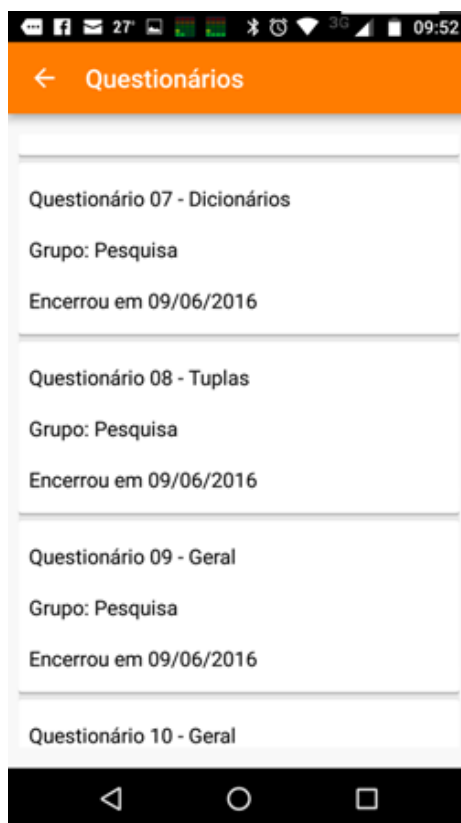 27° 3G 09:52
Questionários
Questionário 07 - Dicionários
Grupo: Pesquisa
Encerrou em 09/06/2016
Questionário 08 - Tuplas
Grupo: Pesquisa
Encerrou em 09/06/2016
Questionário 09 - Geral
Grupo: Pesquisa
Encerrou em 09/06/2016
Questionário 10 - Geral